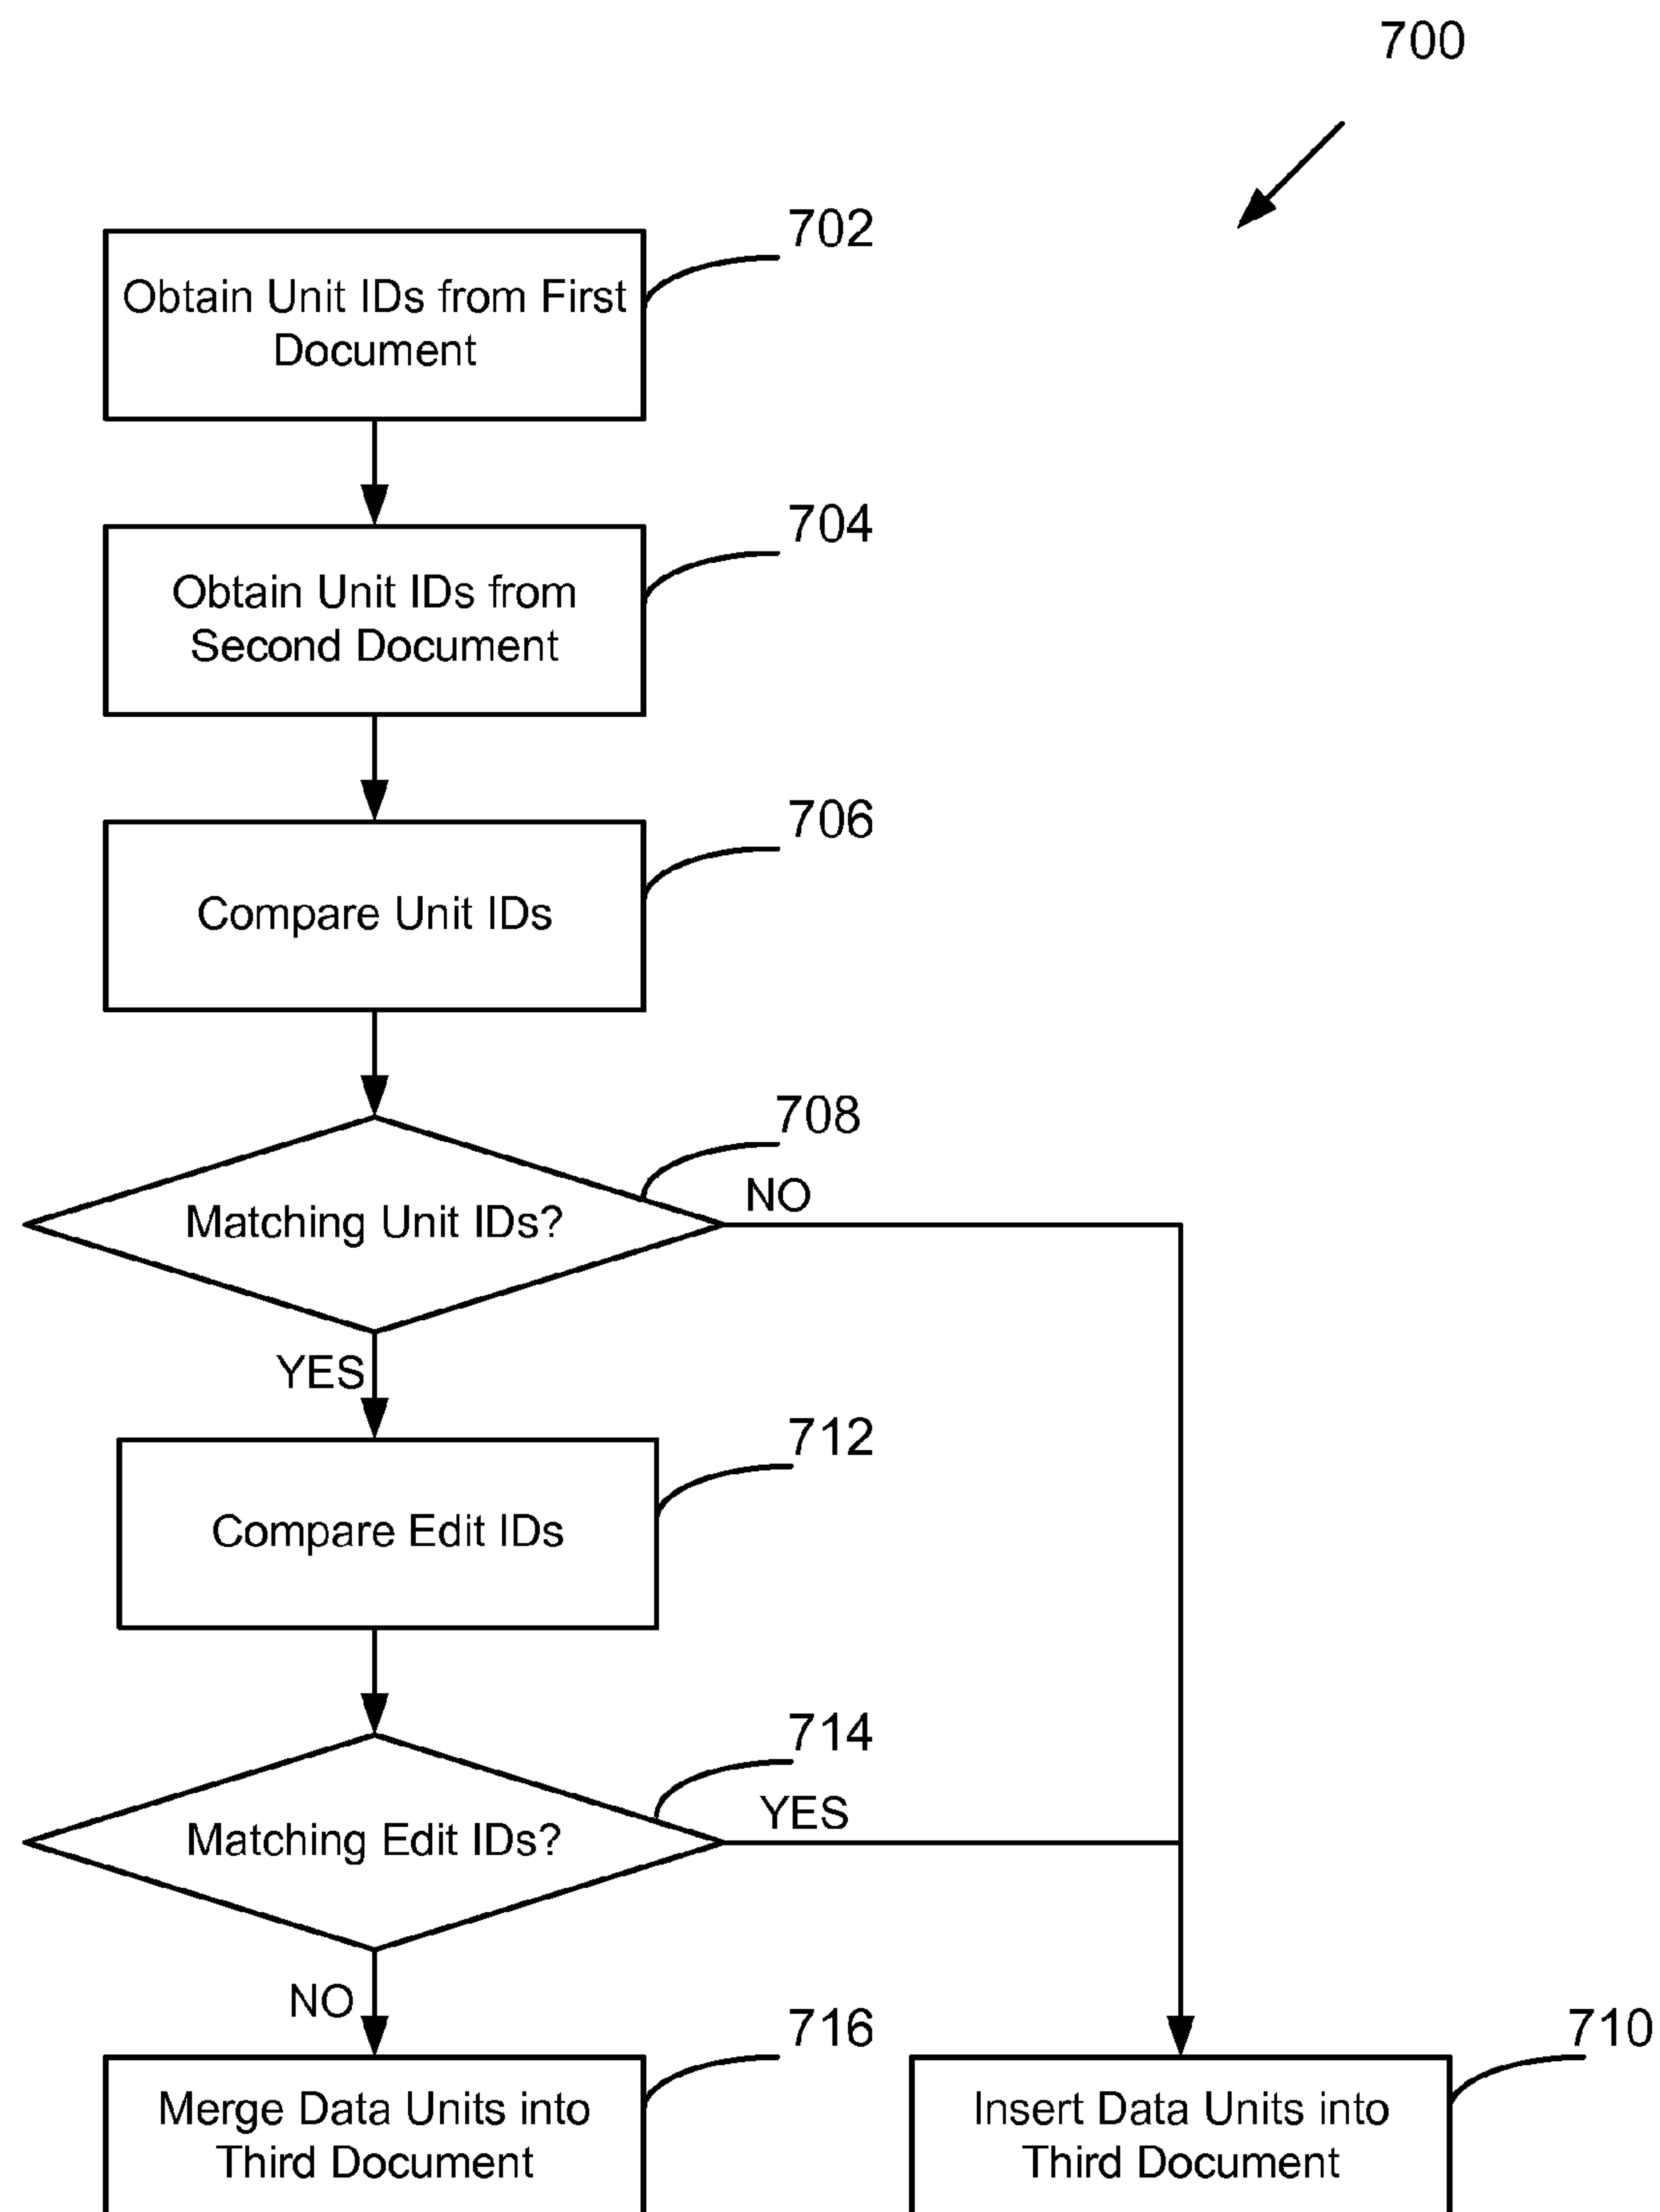 700
702
Obtain Unit IDs from First
Document
704
Obtain Unit IDs from
Second Document
706
Compare Unit IDs
708
Matching Unit IDs?
NO
YES
712
Compare Edit IDs
714
Matching Edit IDs?
YES
NO
716
Merge Data Units into
Third Document
710
Insert Data Units into
Third Document